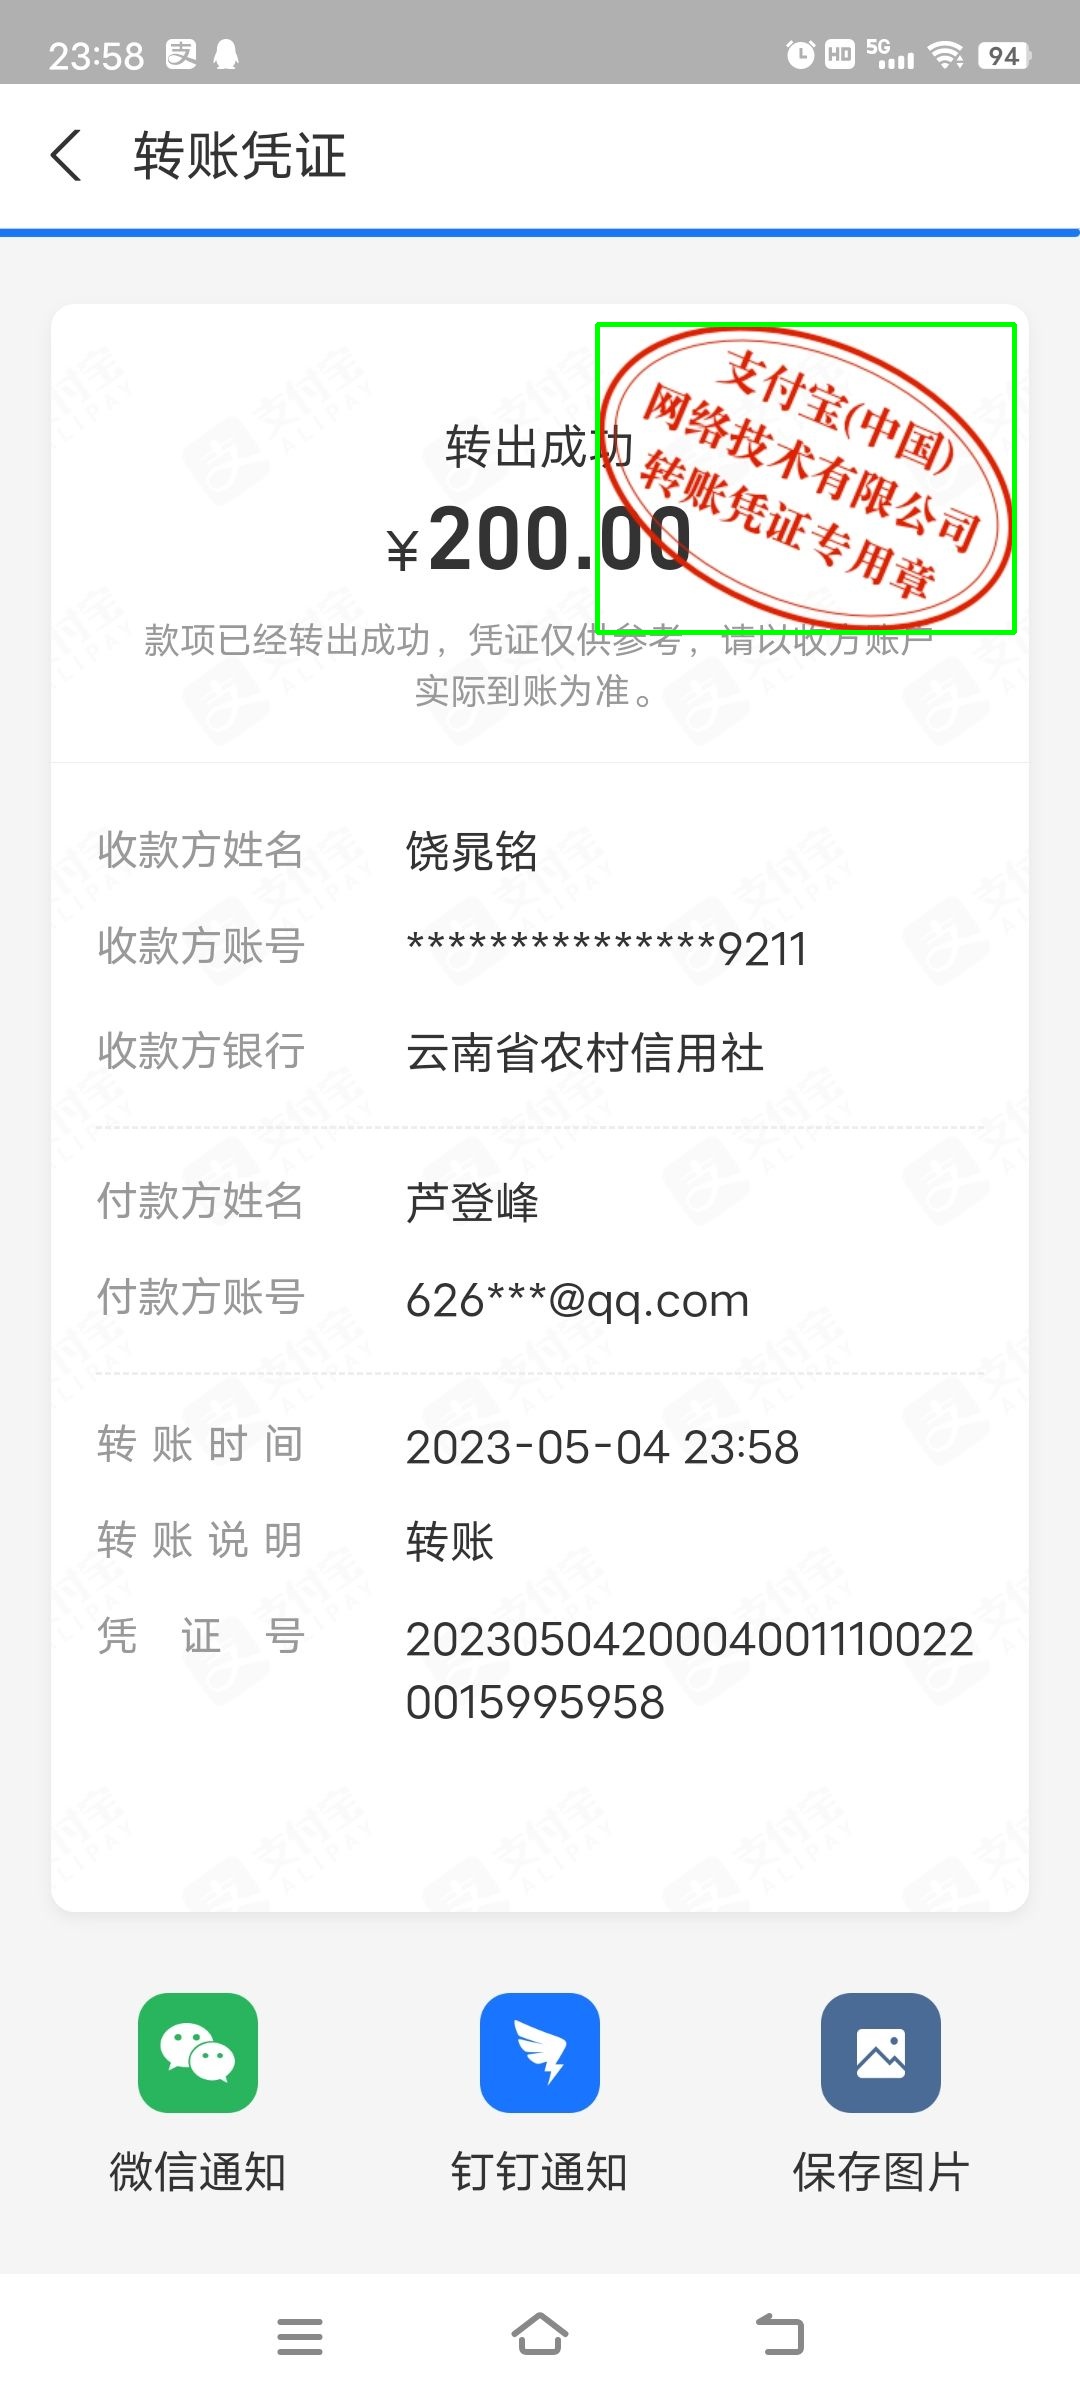 23:58
5G
94
转账凭证
支付宝(中国)
网络技术有限公司
转账凭证专用章
转出成功
¥200.00
款项已经转出成功，凭证仅供参考，请以收方账户
实际到账为准。
收款方姓名 饶晁铭
收款方账号 ***************9211
收款方银行 云南省农村信用社
付款方姓名 芦登峰
付款方账号 626***@qq.com
转账时间 2023-05-04 23:58
转账说明 转账
凭证号 2023050420004001110022
0015995958
微信通知
钉钉通知
保存图片